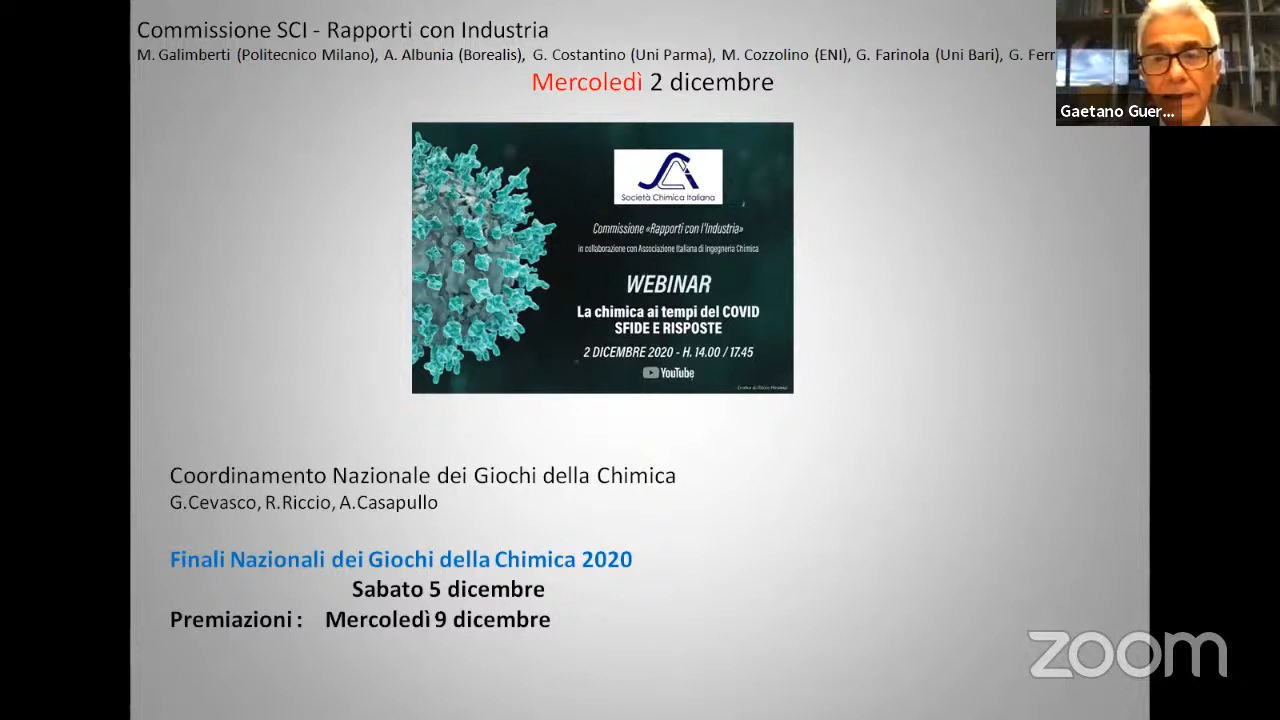 Commissione SCI - Rapporti con Industria
M. Galimberti (Politecnico Milano), A. Albunia (Borealis), G. Costantino (Uni Parma), M. Cozzolino (ENI), G. Farinola (Uni Bari), G. Ferr
Mercoledì 2 dicembre
Gaetano Guer...
Società Chimica Italiana
Commissione «Rapporti con l'Industria»
in collaborazione con Associazione Italiana di Ingegneria Chimica
WEBINAR
La chimica ai tempi del COVID
SFIDE E RISPOSTE
2 DICEMBRE 2020 - H. 14.00 / 17.45
YouTube
Coordinamento Nazionale dei Giochi della Chimica
G.Cevasco, R.Riccio, A.Casapullo
Finali Nazionali dei Giochi della Chimica 2020
Sabato 5 dicembre
Premiazioni : Mercoledì 9 dicembre
zoom